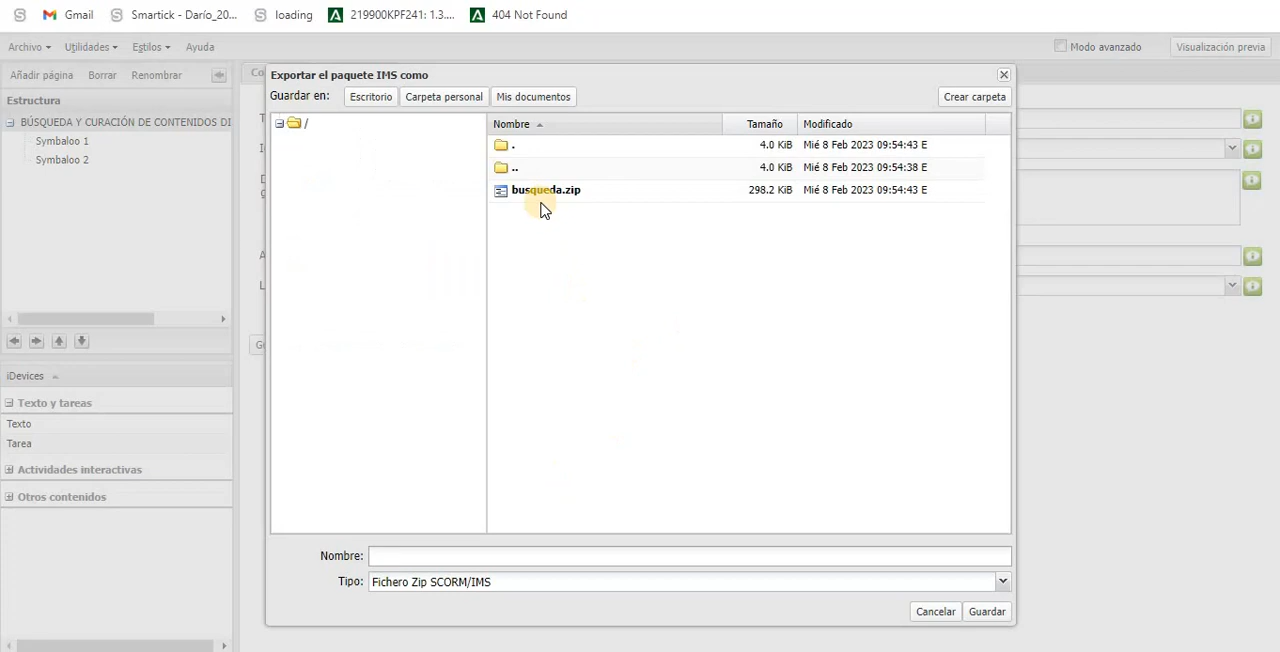 Gmail Smartick - Darío_20... loading 219900KPF241: 1.3.... 404 Not Found
Archivo Utilidades Estilos Ayuda Modo avanzado Visualización previa
Añadir página Borrar Renombrar
Estructura
BÚSQUEDA Y CURACIÓN DE CONTENIDOS DI
Symbaloo 1
Symbaloo 2
iDevices
Texto y tareas
Texto
Tarea
Actividades interactivas
Otros contenidos
Exportar el paquete IMS como
Guardar en: Escritorio Carpeta personal Mis documentos Crear carpeta
/
Nombre Tamaño Modificado
. 4.0 KiB Mié 8 Feb 2023 09:54:43 E
.. 4.0 KiB Mié 8 Feb 2023 09:54:38 E
busqueda.zip 298.2 KiB Mié 8 Feb 2023 09:54:43 E
Nombre:
Tipo: Fichero Zip SCORM/IMS
Cancelar Guardar